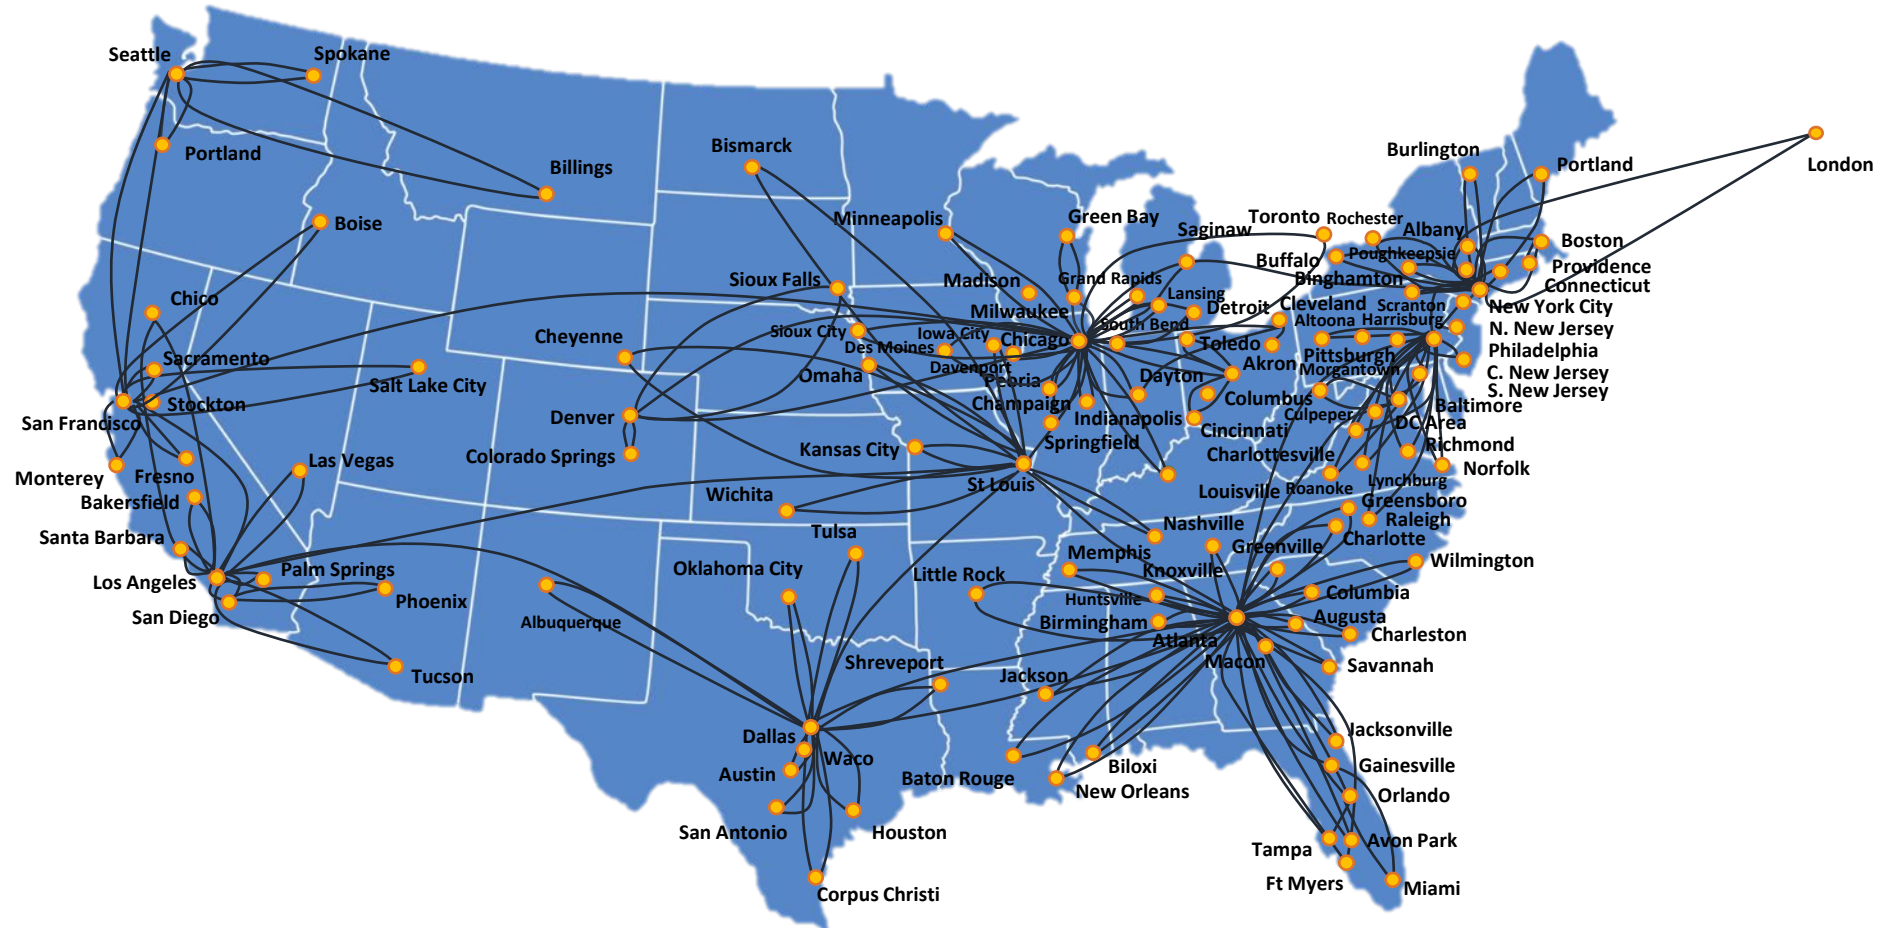 Seattle
Spokane
Portland
Billings
Bismarck
Burlington
Portland
London
Boise
Minneapolis
Green Bay
Saginaw
Toronto
Rochester
Albany
Boston
Buffalo
Poughkeepsie
Providence
Sioux Falls
Madison
Grand Rapids
Binghamton
Connecticut
Chico
Lansing
Detroit
Cleveland
Scranton
New York City
Milwaukee
South Bend
Altoona
Harrisburg
N. New Jersey
Cheyenne
Sioux City
Iowa City
Chicago
Toledo
Philadelphia
Des Moines
Pittsburgh
Sacramento
Davenport
Akron
Morgantown
C. New Jersey
Salt Lake City
Omaha
Peoria
Dayton
S. New Jersey
Stockton
Champaign
Columbus
Baltimore
San Francisco
Denver
Indianapolis
Culpeper
DC Area
Cincinnati
Springfield
Richmond
Kansas City
Charlottesville
Colorado Springs
Las Vegas
Norfolk
Monterey
Fresno
St Louis
Lynchburg
Bakersfield
Wichita
Louisville
Roanoke
Greensboro
Nashville
Raleigh
Tulsa
Santa Barbara
Charlotte
Memphis
Greenville
Wilmington
Palm Springs
Oklahoma City
Little Rock
Knoxville
Los Angeles
Phoenix
Huntsville
Columbia
San Diego
Albuquerque
Birmingham
Augusta
Atlanta
Charleston
Shreveport
Macon
Savannah
Tucson
Jackson
Jacksonville
Dallas
Waco
Biloxi
Gainesville
Austin
Baton Rouge
New Orleans
Orlando
San Antonio
Houston
Avon Park
Tampa
Ft Myers
Miami
Corpus Christi